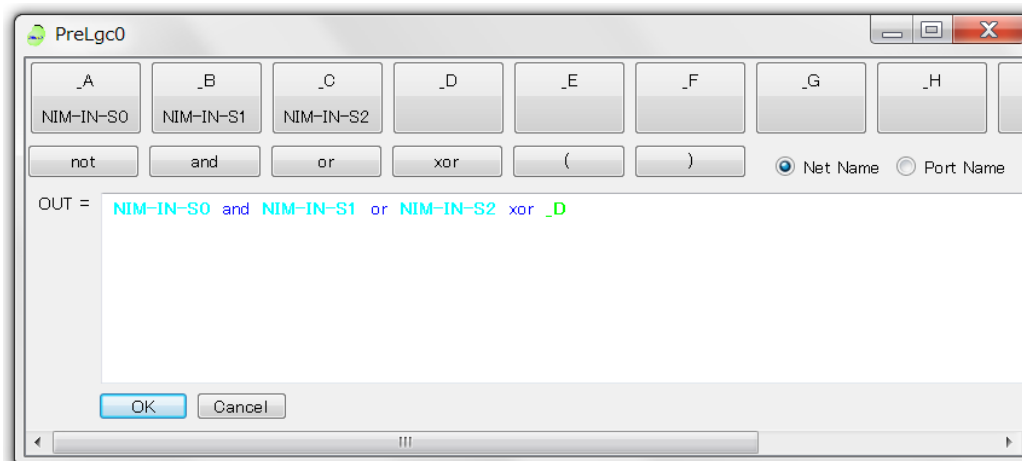 PreLgc0
_A _B _C _D _E _F _G _H
NIM-IN-S0 NIM-IN-S1 NIM-IN-S2
not and or xor ( ) Net Name Port Name
OUT = NIM-IN-S0 and NIM-IN-S1 or NIM-IN-S2 xor _D
OK Cancel